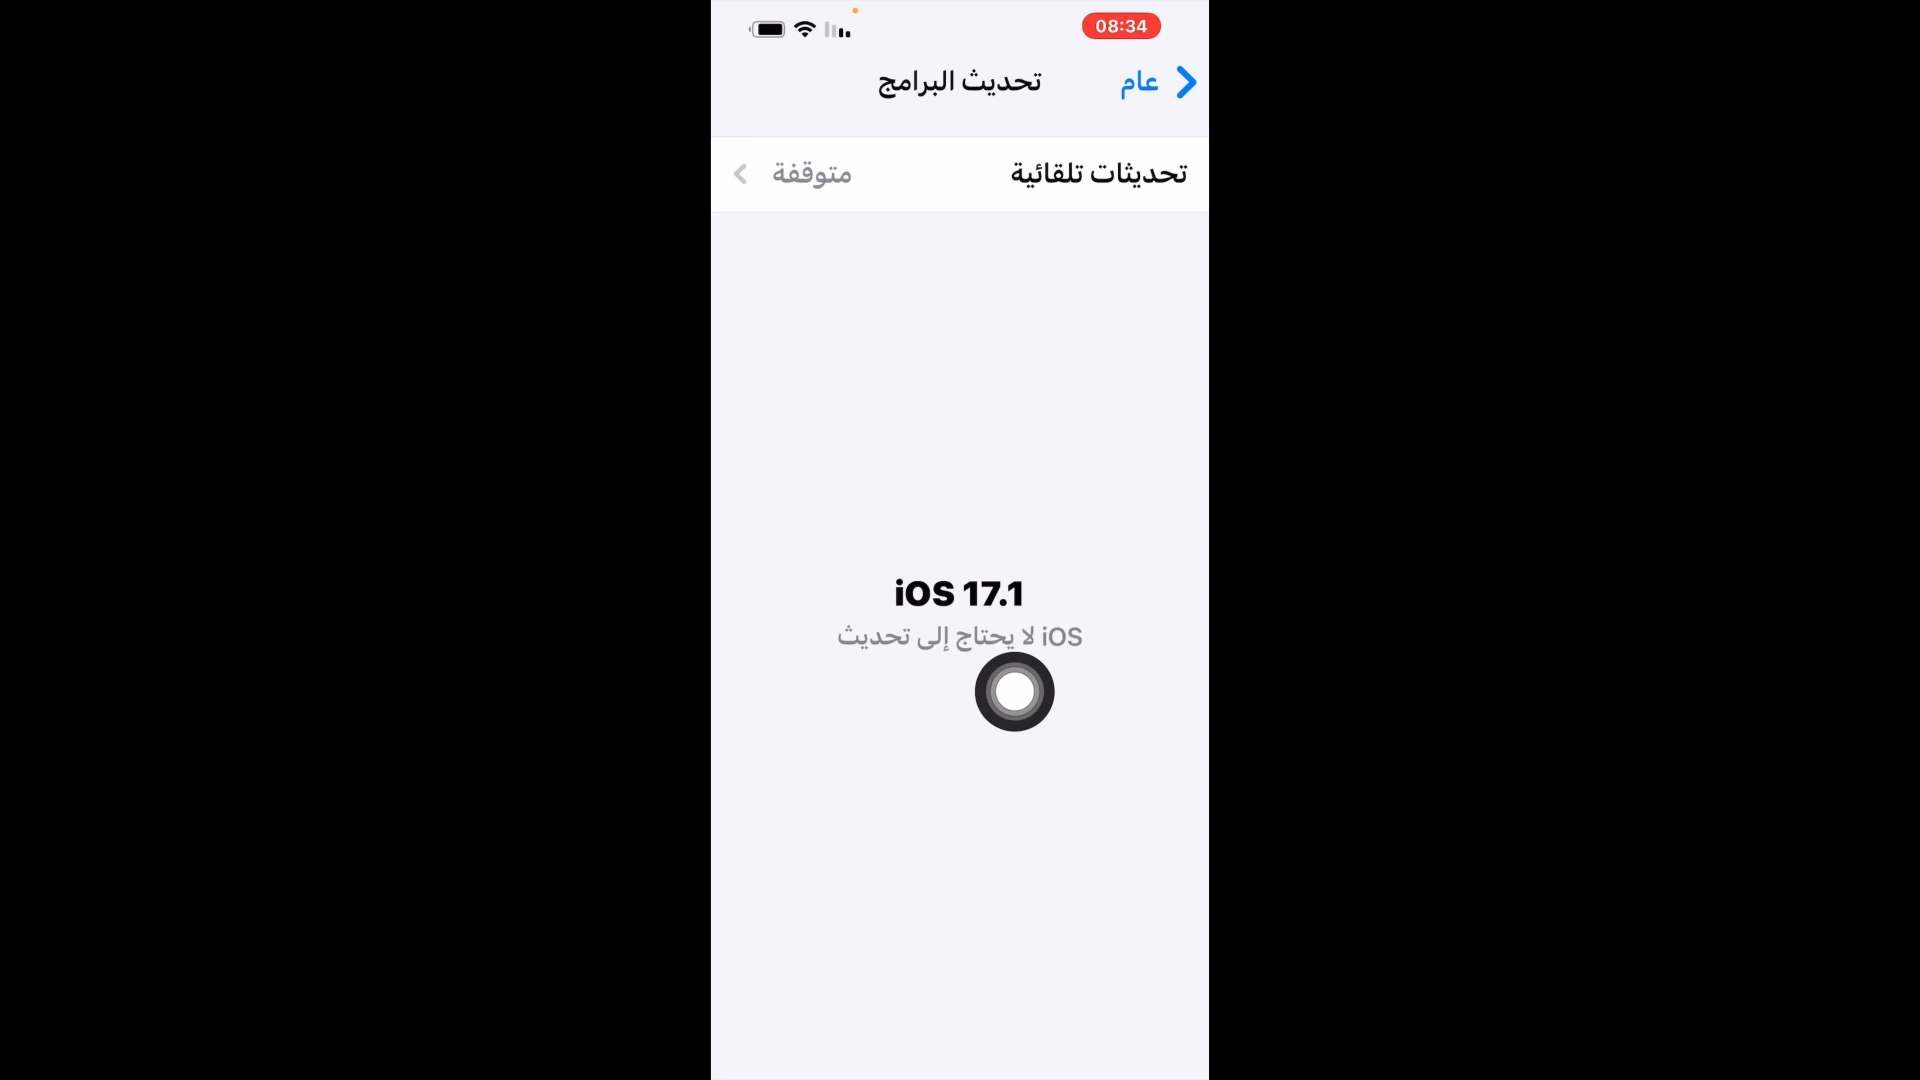 08:34
عام
تحديث البرامج
تحديثات تلقائية
متوقفة
iOS 17.1
iOS لا يحتاج إلى تحديث